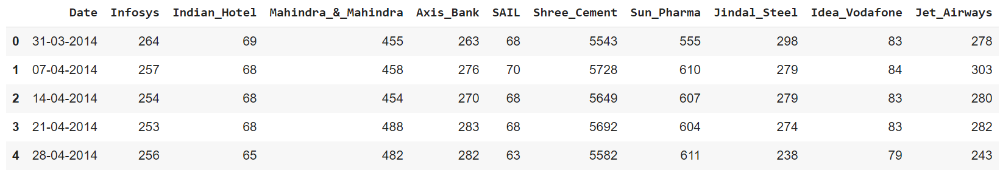 Date Infosys Indian_Hotel Mahindra_&_Mahindra Axis_Bank SAIL Shree_Cement Sun_Pharma Jindal_Steel Idea_Vodafone Jet_Airways
0 31-03-2014 264 69 455 263 68 5543 555 298 83 278
1 07-04-2014 257 68 458 276 70 5728 610 279 84 303
2 14-04-2014 254 68 454 270 68 5649 607 279 83 280
3 21-04-2014 253 68 488 283 68 5692 604 274 83 282
4 28-04-2014 256 65 482 282 63 5582 611 238 79 243